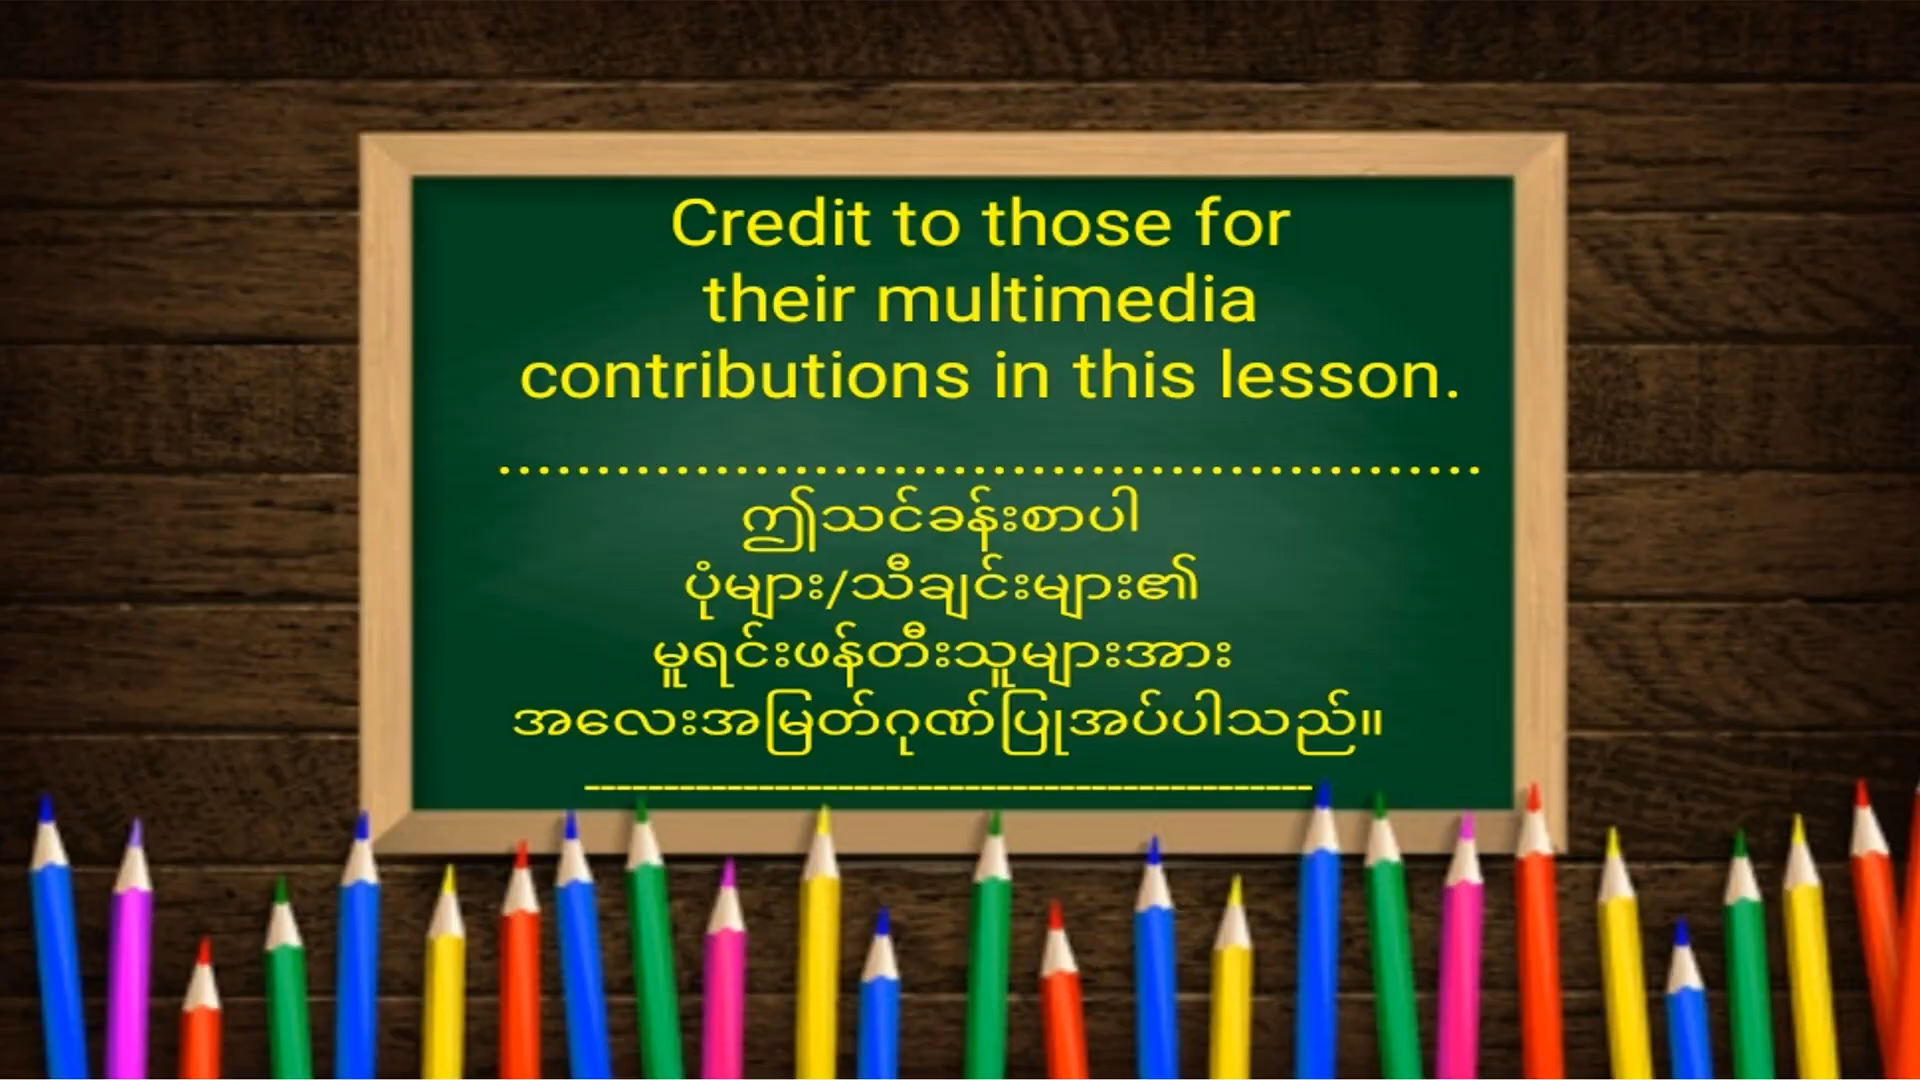 Credit to those for
their multimedia
contributions in this lesson.
..................................................
ဤသင်ခန်းစာပါ
ပုံများ/သီချင်းများ၏
မူရင်းဖန်တီးသူများအား
အလေးအမြတ်ဂုဏ်ပြုအပ်ပါသည်။
----------------------------------------------